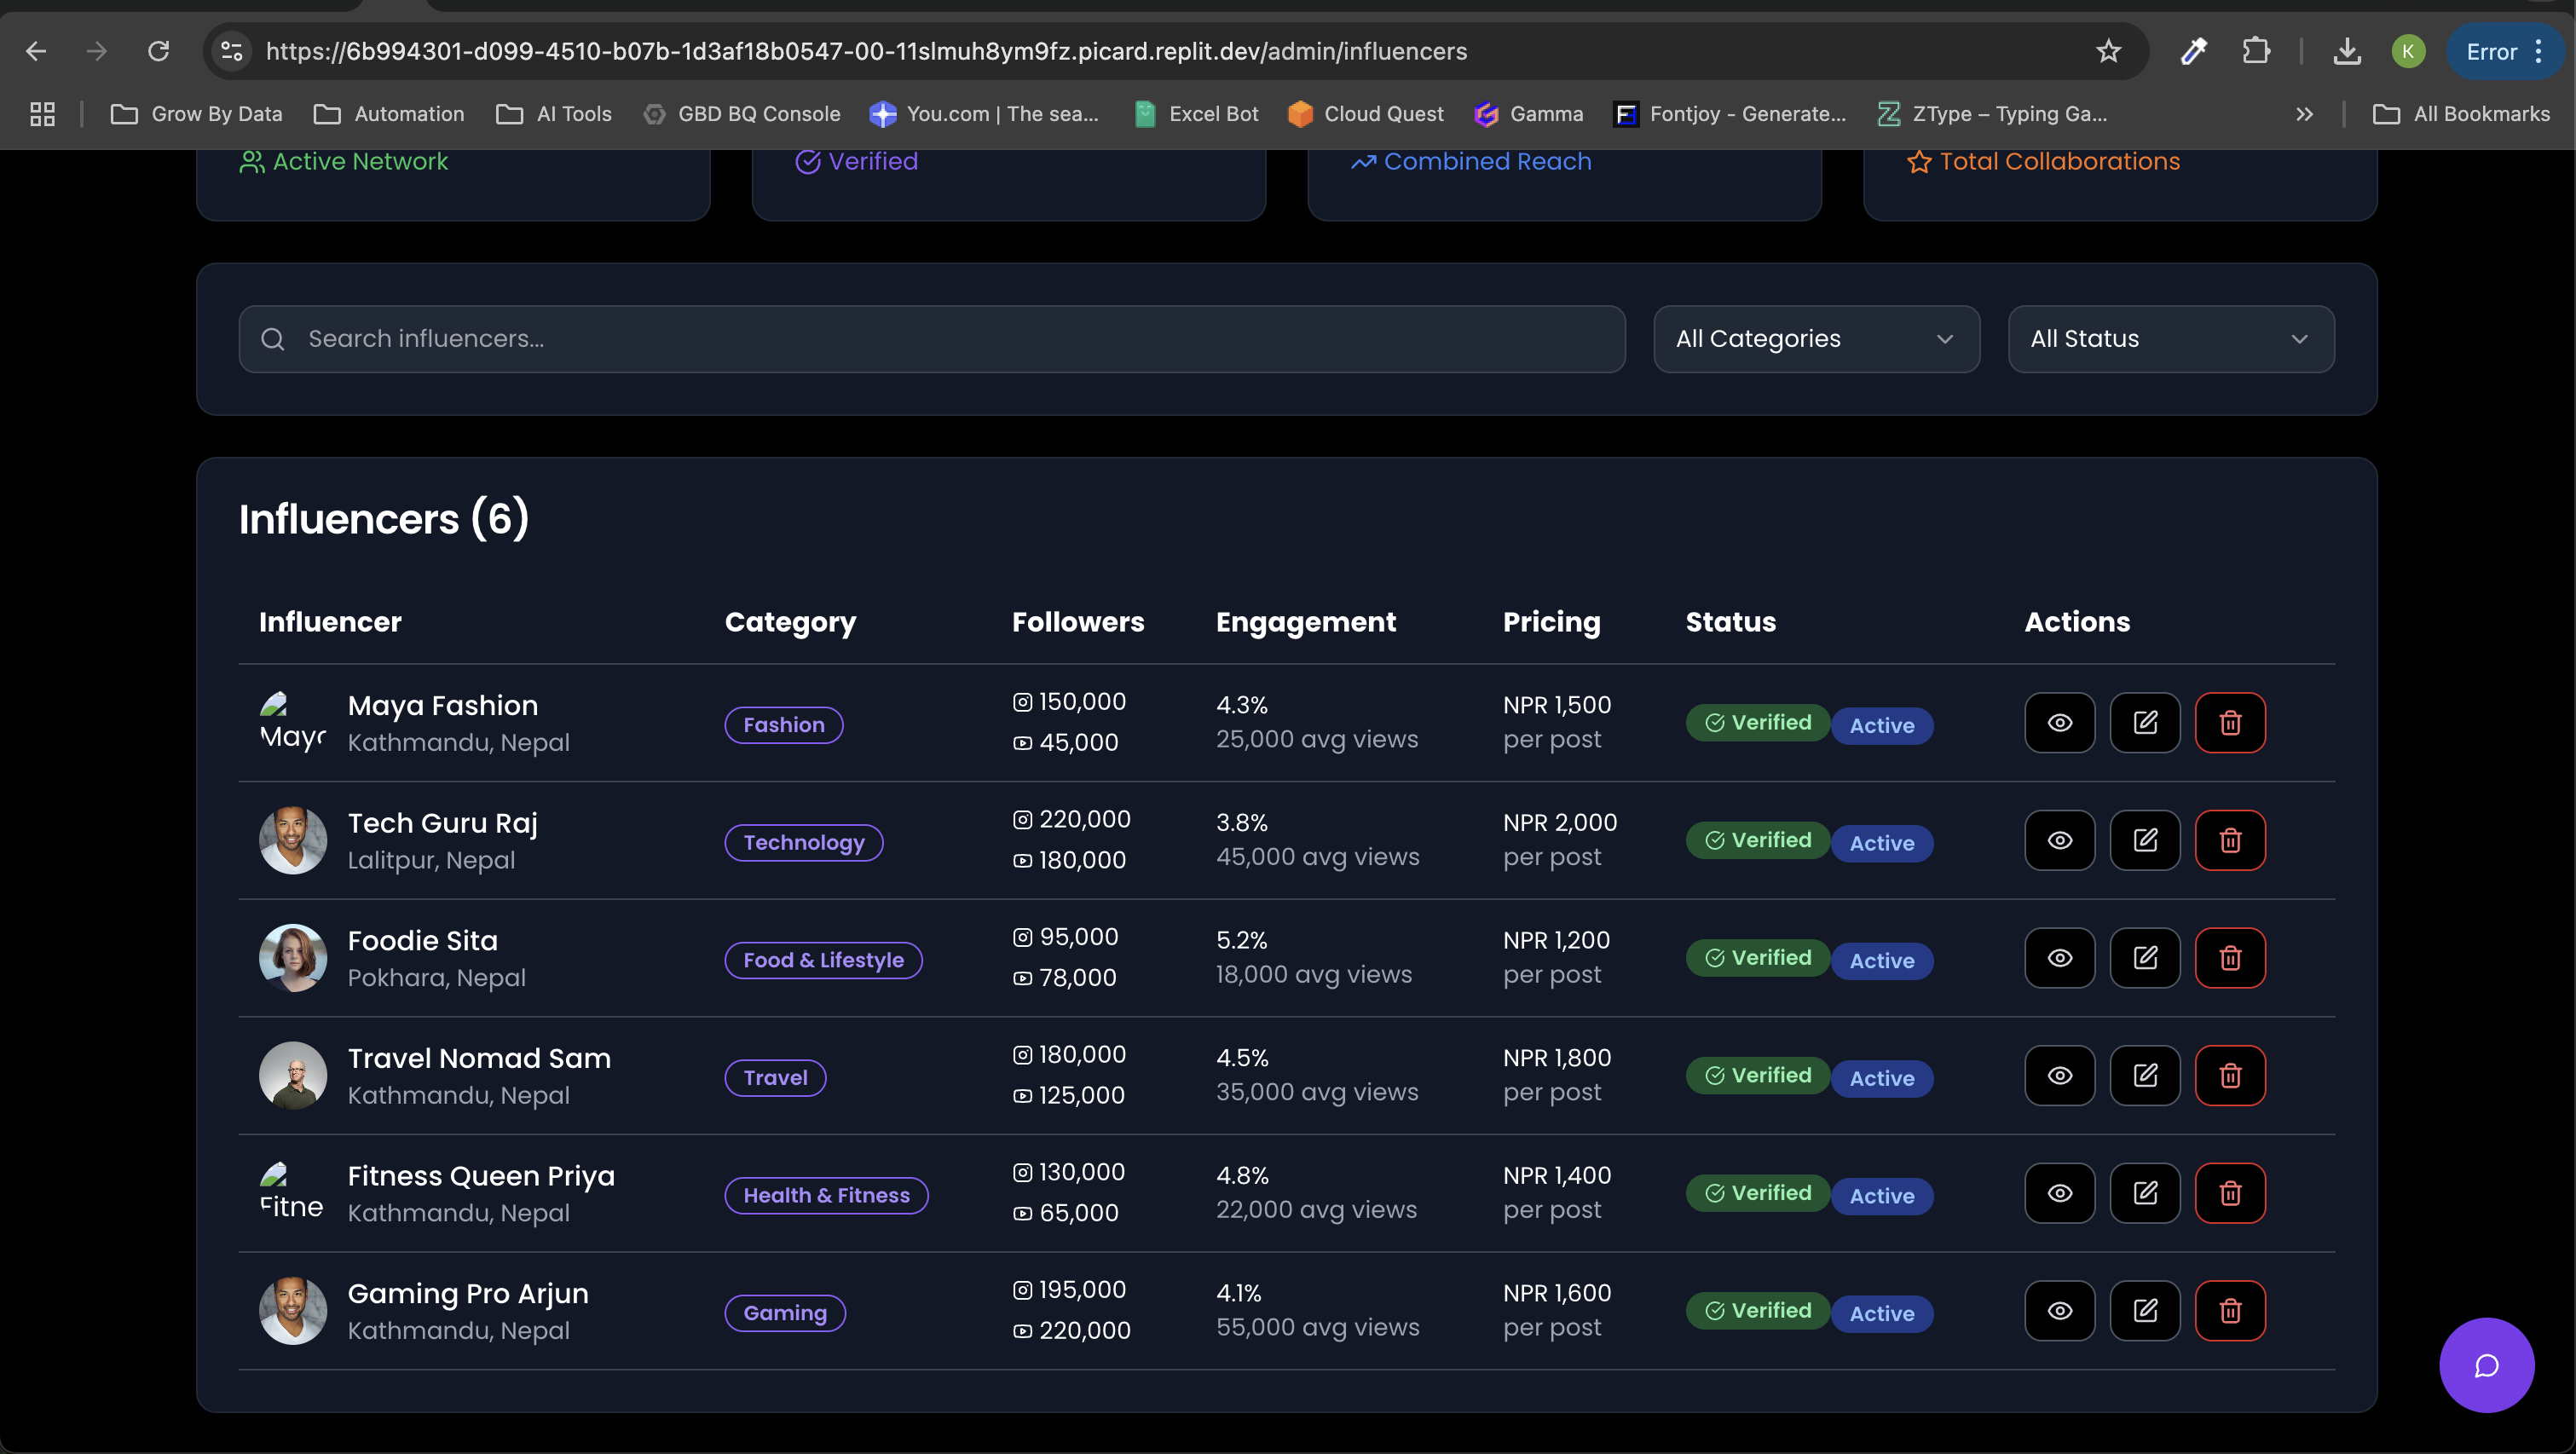 https://6b994301-d099-4510-b07b-1d3af18b0547-00-11slmuh8ym9fz.picard.replit.dev/admin/influencers
K
Error
Grow By Data
Automation
AI Tools
GBD BQ Console
You.com | The sea...
Excel Bot
Cloud Quest
Gamma
Fontjoy - Generate...
ZType – Typing Ga...
All Bookmarks
Active Network
Verified
Combined Reach
Total Collaborations
Search influencers...
All Categories
All Status
Influencers (6)
Influencer Category Followers Engagement Pricing Status Actions
Mayc
Maya Fashion
Kathmandu, Nepal
Fashion
150,000
45,000
4.3%
25,000 avg views
NPR 1,500
per post
Verified Active
Tech Guru Raj
Lalitpur, Nepal
Technology
220,000
180,000
3.8%
45,000 avg views
NPR 2,000
per post
Verified Active
Foodie Sita
Pokhara, Nepal
Food & Lifestyle
95,000
78,000
5.2%
18,000 avg views
NPR 1,200
per post
Verified Active
Travel Nomad Sam
Kathmandu, Nepal
Travel
180,000
125,000
4.5%
35,000 avg views
NPR 1,800
per post
Verified Active
Fitne
Fitness Queen Priya
Kathmandu, Nepal
Health & Fitness
130,000
65,000
4.8%
22,000 avg views
NPR 1,400
per post
Verified Active
Gaming Pro Arjun
Kathmandu, Nepal
Gaming
195,000
220,000
4.1%
55,000 avg views
NPR 1,600
per post
Verified Active